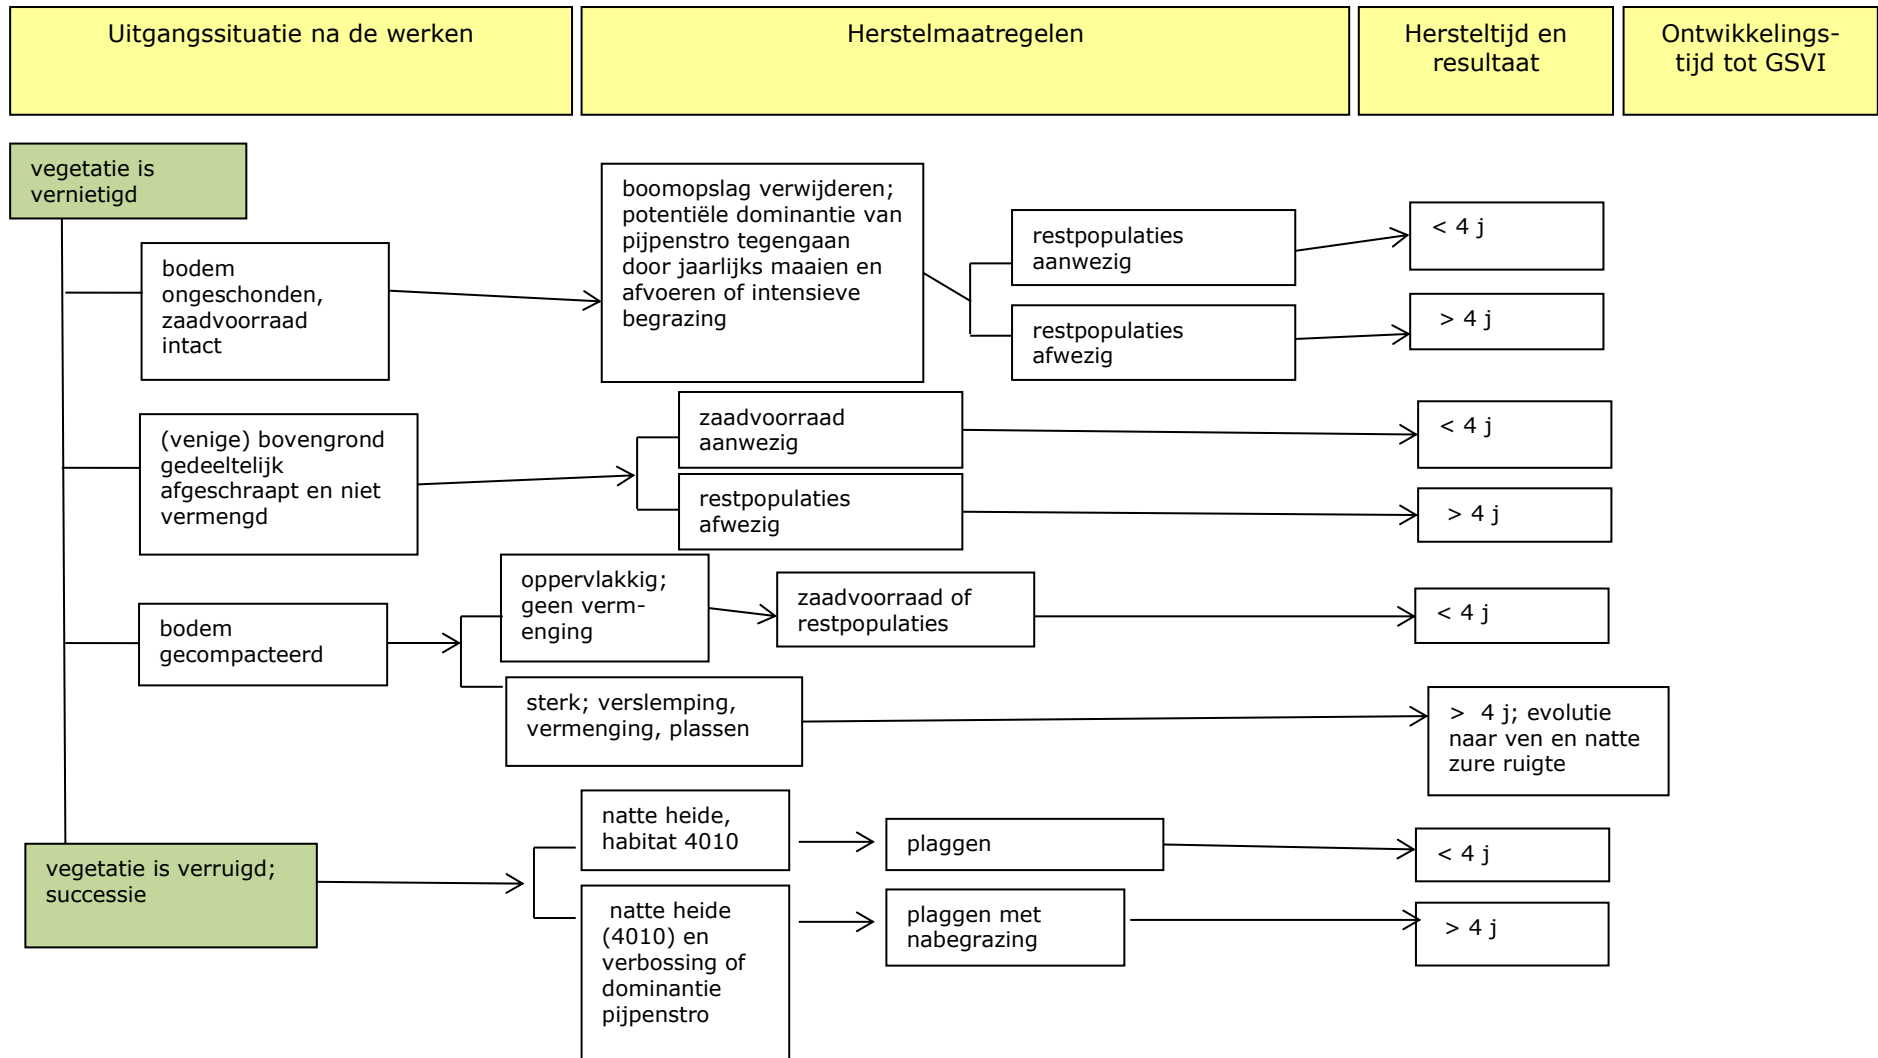 Uitgangssituatie na de werken
Herstelmaatregelen
Hersteltijd en
resultaat
Ontwikkelings-
tijd tot GSVI
vegetatie is
vernietigd
bodem
ongeschonden,
zaadvoorraad
intact
boomopslag verwijderen;
potentiële dominantie van
pijpenstro tegengaan
door jaarlijks maaien en
afvoeren of intensieve
begrazing
restpopulaties
aanwezig
< 4 j
restpopulaties
afwezig
> 4 j
(venige) bovengrond
gedeeltelijk
afgeschraapt en niet
vermengd
zaadvoorraad
aanwezig
< 4 j
restpopulaties
afwezig
> 4 j
bodem
gecompacteerd
oppervlakkig;
geen verm-
enging
zaadvoorraad of
restpopulaties
< 4 j
sterk; verslemping,
vermenging, plassen
> 4 j; evolutie
naar ven en natte
zure ruigte
vegetatie is verruigd;
successie
natte heide,
habitat 4010
plaggen
< 4 j
natte heide
(4010) en
verbossing of
dominantie
pijpenstro
plaggen met
nabegrazing
> 4 j